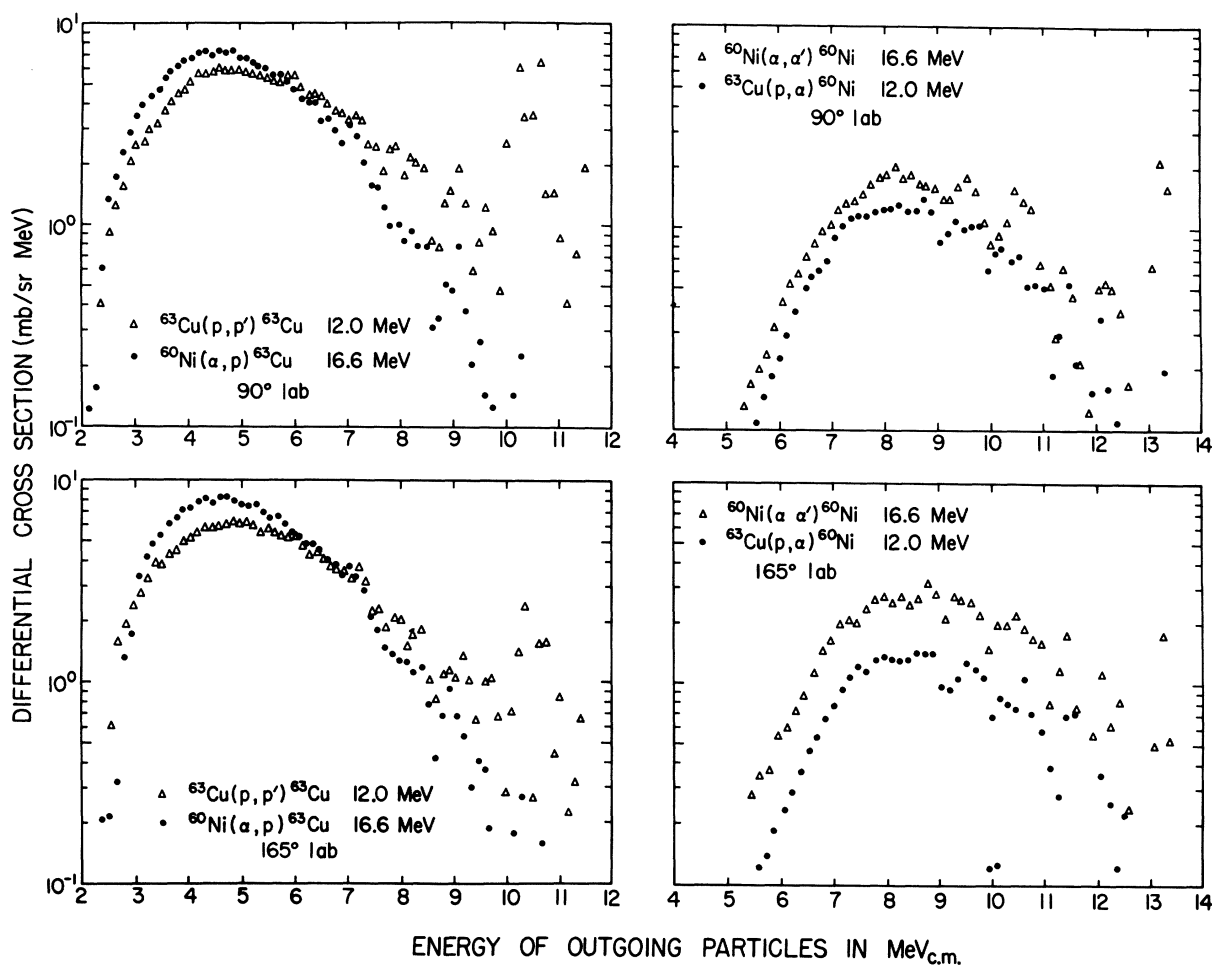 DIFFERENTIAL CROSS SECTION (mb/sr MeV)
10¹
10⁰
10⁻¹
△ ⁶³Cu(p,p')⁶³Cu 12.0 MeV
● ⁶⁰Ni(α,p)⁶³Cu 16.6 MeV
90° lab
2 3 4 5 6 7 8 9 10 11 12
△ ⁶⁰Ni(α,α')⁶⁰Ni 16.6 MeV
● ⁶³Cu(p,α)⁶⁰Ni 12.0 MeV
90° lab
4 5 6 7 8 9 10 11 12 13 14
10¹
10⁰
10⁻¹
△ ⁶³Cu(p,p')⁶³Cu 12.0 MeV
● ⁶⁰Ni(α,p)⁶³Cu 16.6 MeV
165° lab
2 3 4 5 6 7 8 9 10 11 12
△ ⁶⁰Ni(α α')⁶⁰Ni 16.6 MeV
● ⁶³Cu(p,α)⁶⁰Ni 12.0 MeV
165° lab
4 5 6 7 8 9 10 11 12 13 14
ENERGY OF OUTGOING PARTICLES IN MeV_c.m.